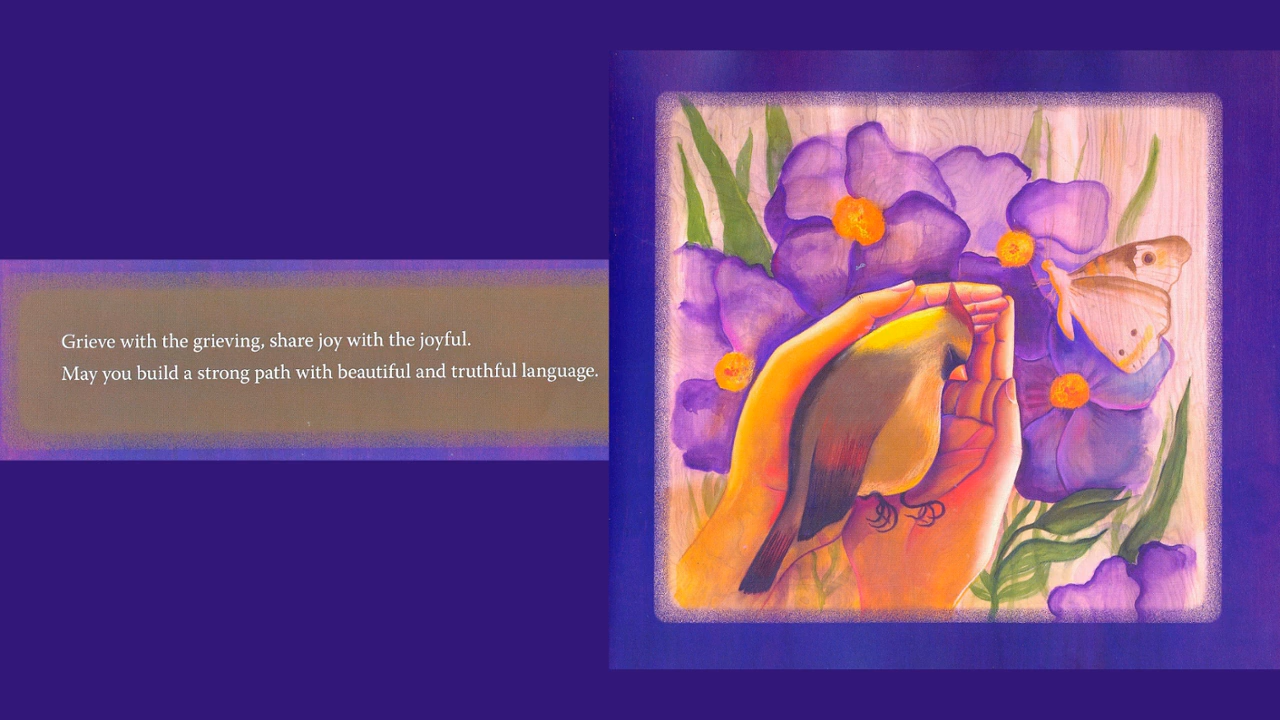 Grieve with the grieving, share joy with the joyful.
May you build a strong path with beautiful and truthful language.